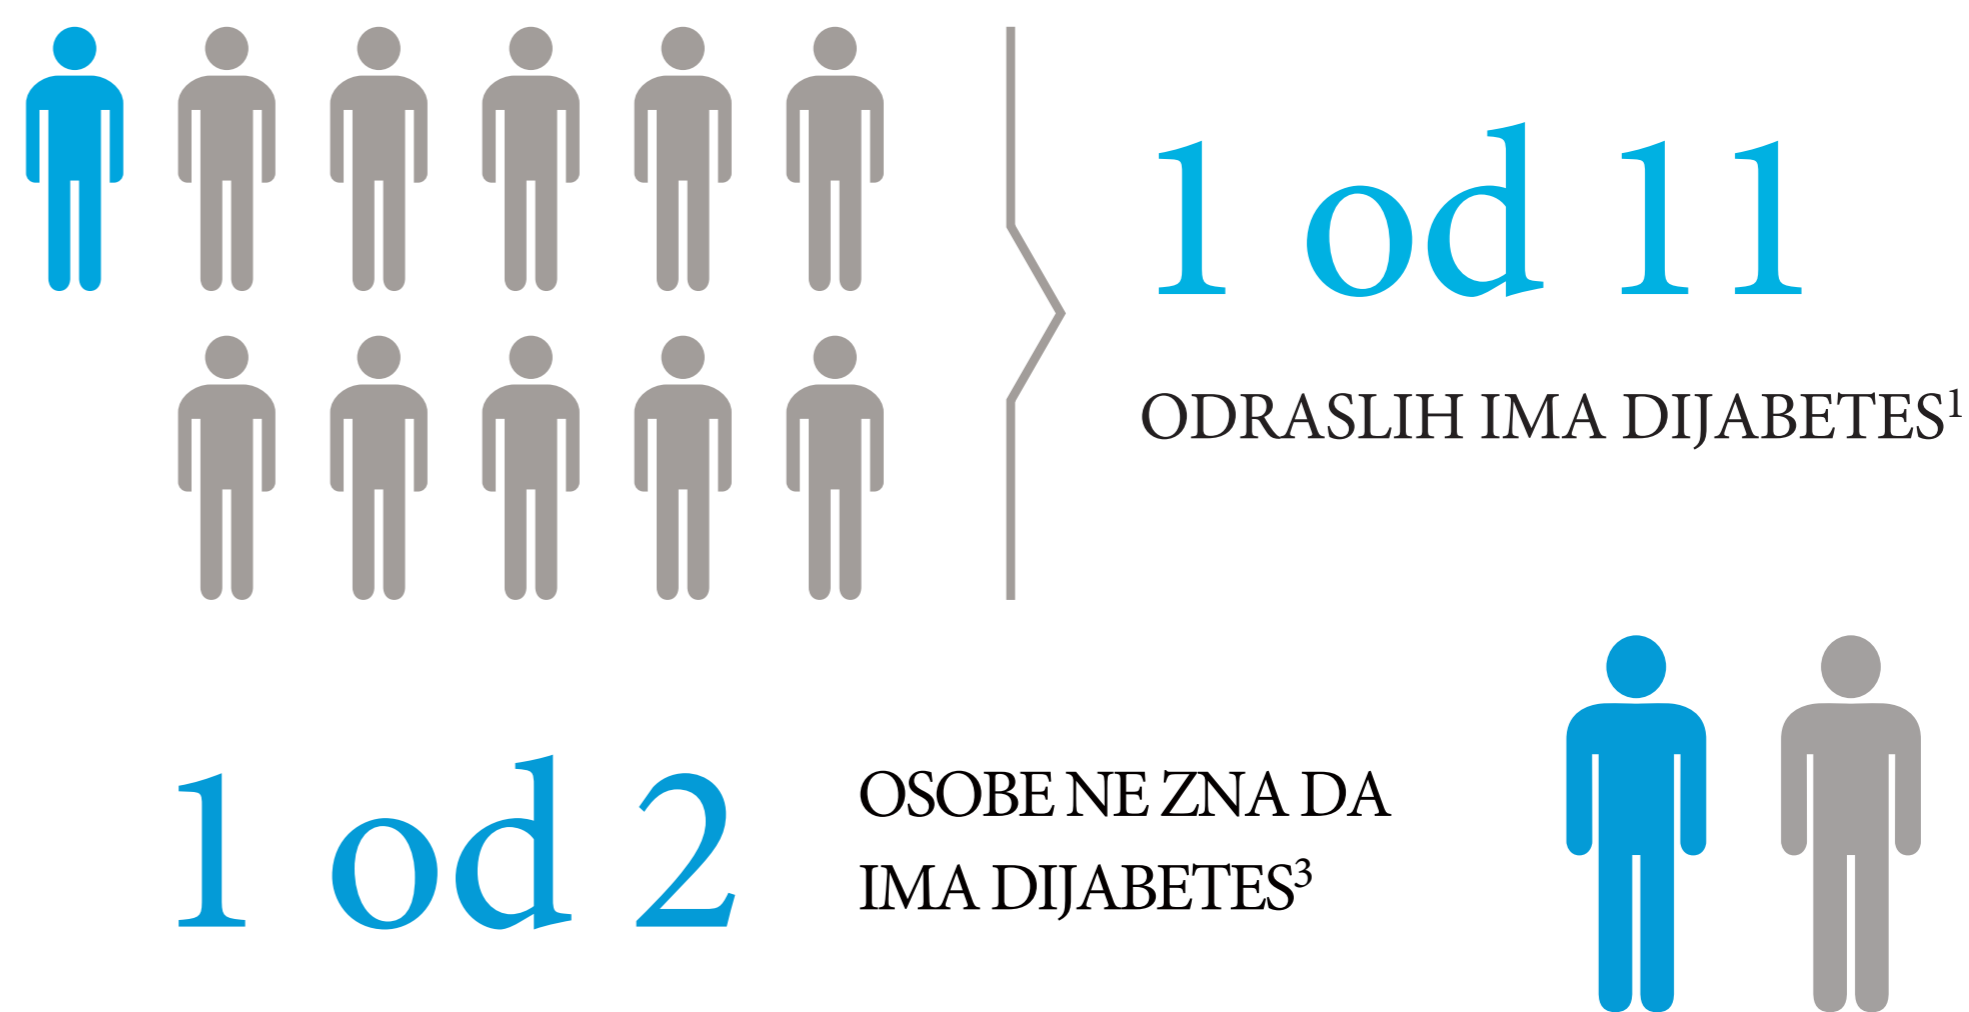 1 od 11
ODRASLIH IMA DIJABETES¹
1 od 2
OSOBE NE ZNA DA
IMA DIJABETES³